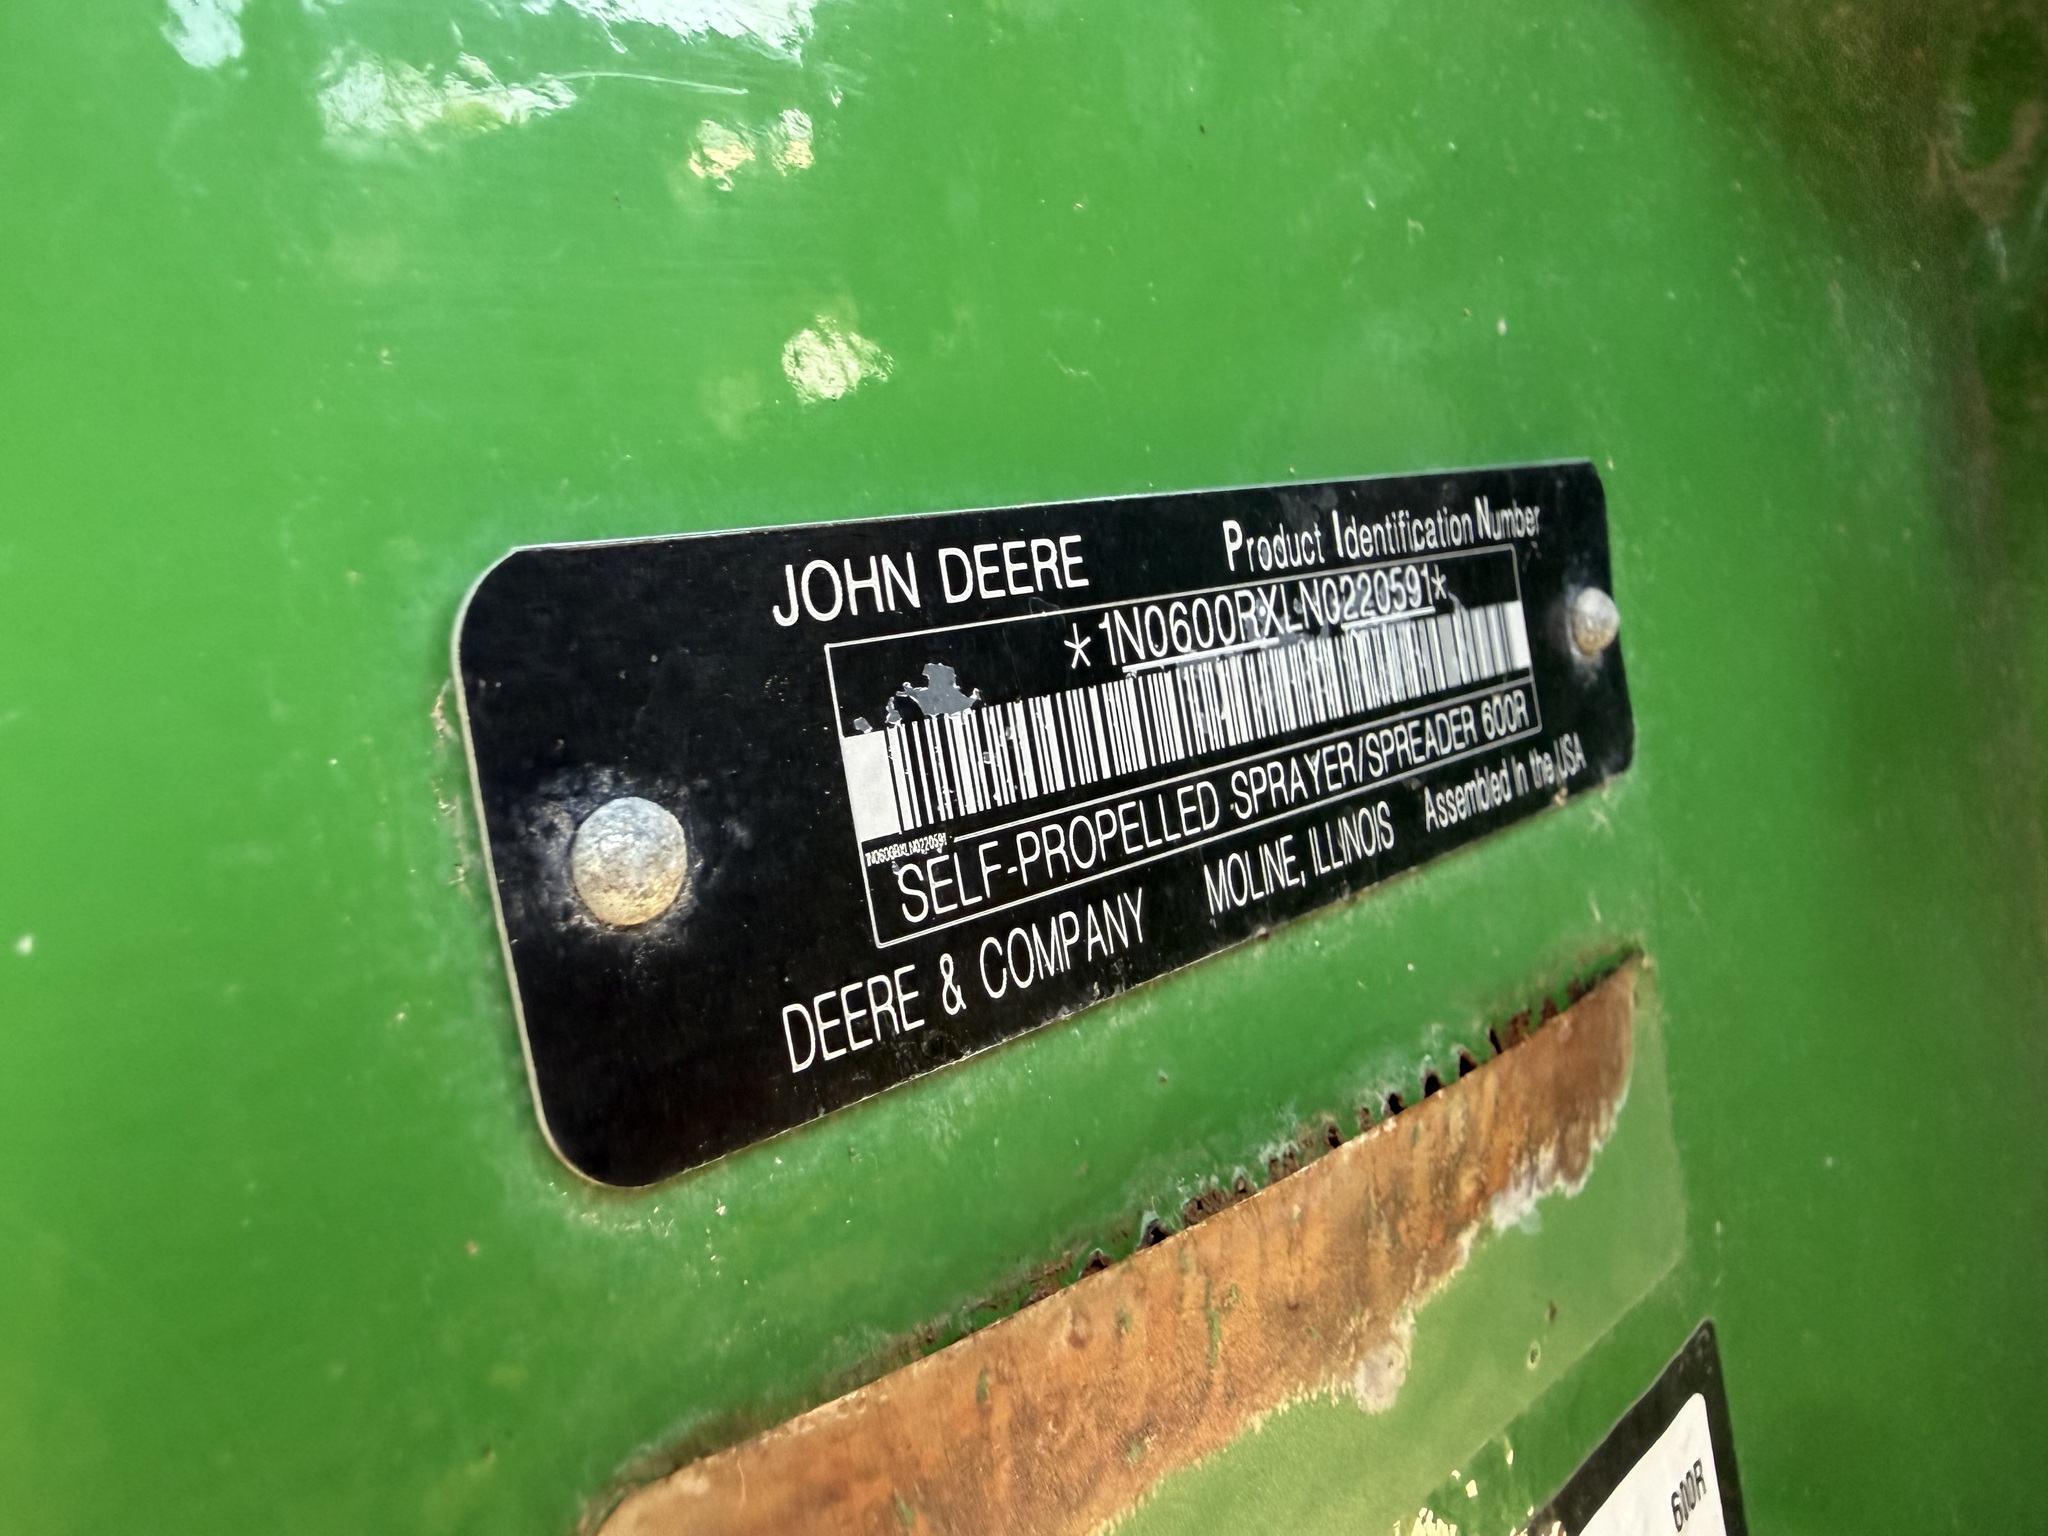 JOHN DEERE
Product Identification Number
*1N0600RXLN0220591*
1N0600RXLN0220591
SELF-PROPELLED SPRAYER/SPREADER 600R
DEERE & COMPANY MOLINE, ILLINOIS Assembled in the USA
600R